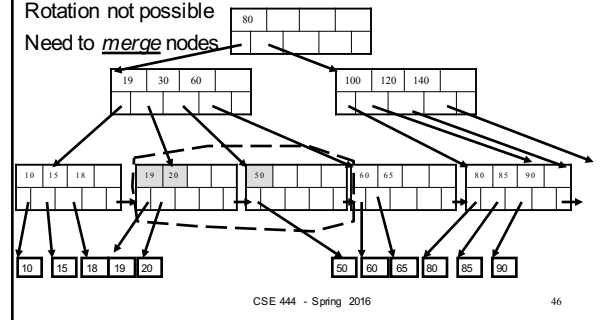 Rotation not possible
80
Need to merge nodes
19 30 60
100 120 140
10 15 18
19 20
50
60 65
80 85 90
10 15 18 19 20 50 60 65 80 85 90
CSE 444 - Spring 2016 46